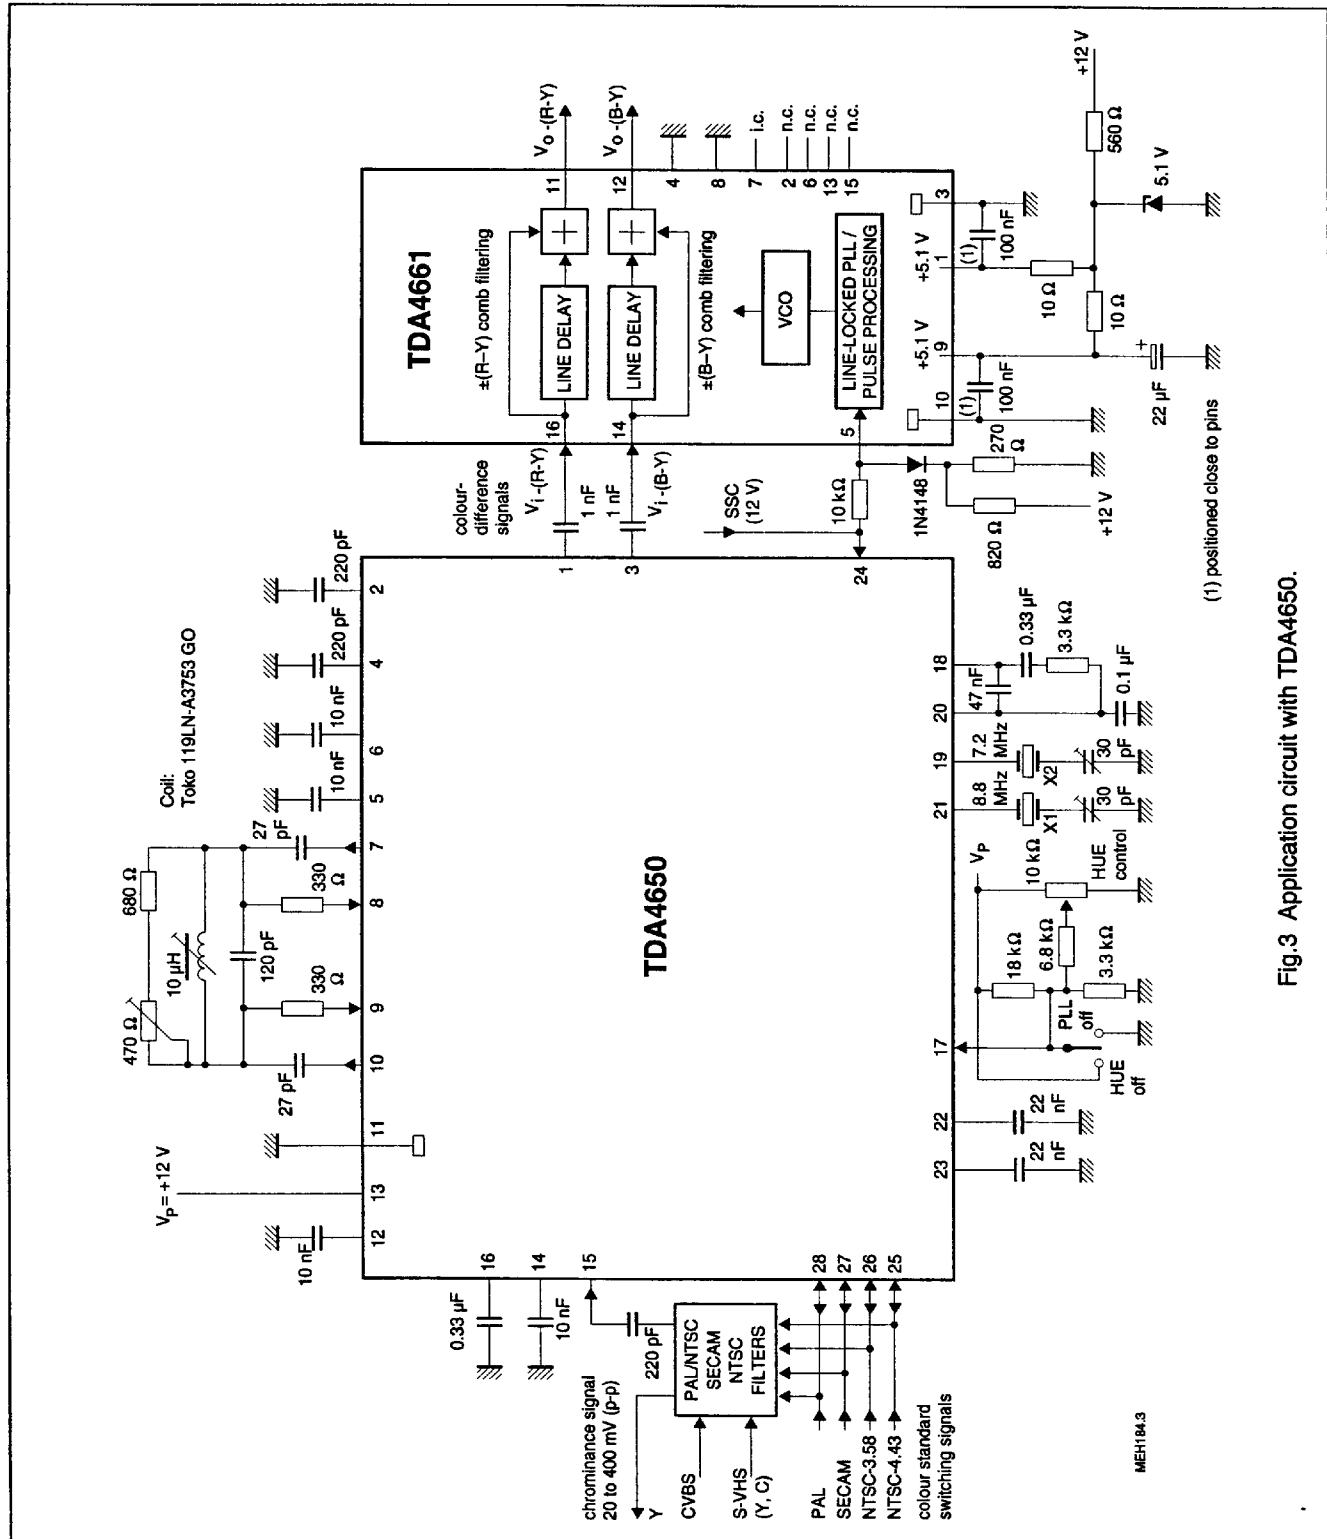 Coil:
Toko 119LN-A3753 GO
470 Ω
680 Ω
10 µH
120 pF
27 pF
330 Ω
330 Ω
27 pF
VP = +12 V
10 nF
10 nF
10 nF
220 pF
220 pF
12
13
11
10
9
8
7
5
6
4
2
0.33 µF
16
10 nF
14
chrominance signal
20 to 400 mV (p-p)
220 pF
15
Y
CVBS
S-VHS
(Y, C)
PAL/NTSC
SECAM
NTSC
FILTERS
PAL
SECAM
NTSC-3.58
NTSC-4.43
colour standard
switching signals
28
27
26
25
TDA4650
1
3
24
23
22
17
21
19
20
18
22 nF
22 nF
HUE off
PLL off
18 kΩ
6.8 kΩ
3.3 kΩ
VP
10 kΩ
HUE control
8.8 MHz
7.2 MHz
X1
X2
30 pF
30 pF
47 nF
0.33 µF
3.3 kΩ
0.1 µF
colour-
difference
signals
Vi -(R-Y)
1 nF
1 nF
Vi -(B-Y)
SSC
(12 V)
10 kΩ
1N4148
820 Ω
270 Ω
+12 V
TDA4661
±(R–Y) comb filtering
16
LINE DELAY
11
Vo -(R-Y)
14
LINE DELAY
12
Vo -(B-Y)
±(B–Y) comb filtering
4
8
VCO
7 i.c.
2 n.c.
6 n.c.
13 n.c.
15 n.c.
5
LINE-LOCKED PLL /
PULSE PROCESSING
10
9
1
3
+5.1 V
+5.1 V
(1)
100 nF
(1)
100 nF
10 Ω
10 Ω
22 µF
+
560 Ω
+12 V
5.1 V
(1) positioned close to pins
MEH184.3
Fig.3 Application circuit with TDA4650.